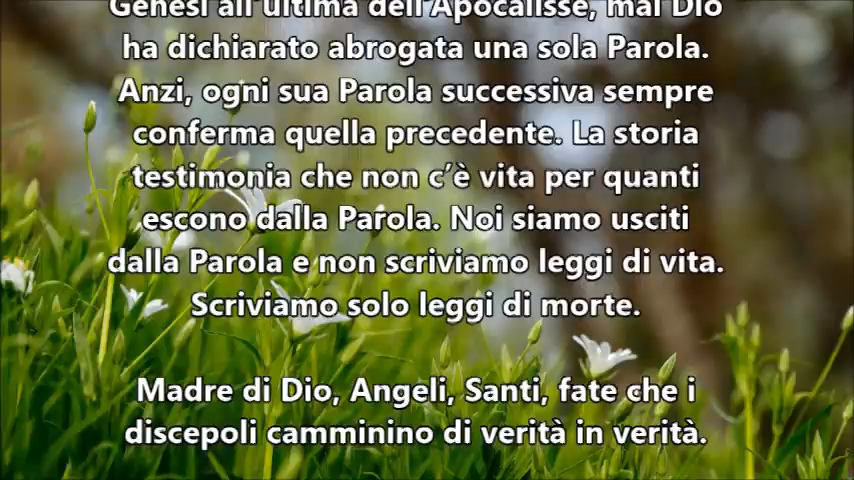 Genesi all'ultima dell'Apocalisse, mai Dio
ha dichiarato abrogata una sola Parola.
Anzi, ogni sua Parola successiva sempre
conferma quella precedente. La storia
testimonia che non c’è vita per quanti
escono dalla Parola. Noi siamo usciti
dalla Parola e non scriviamo leggi di vita.
Scriviamo solo leggi di morte.
Madre di Dio, Angeli, Santi, fate che i
discepoli camminino di verità in verità.